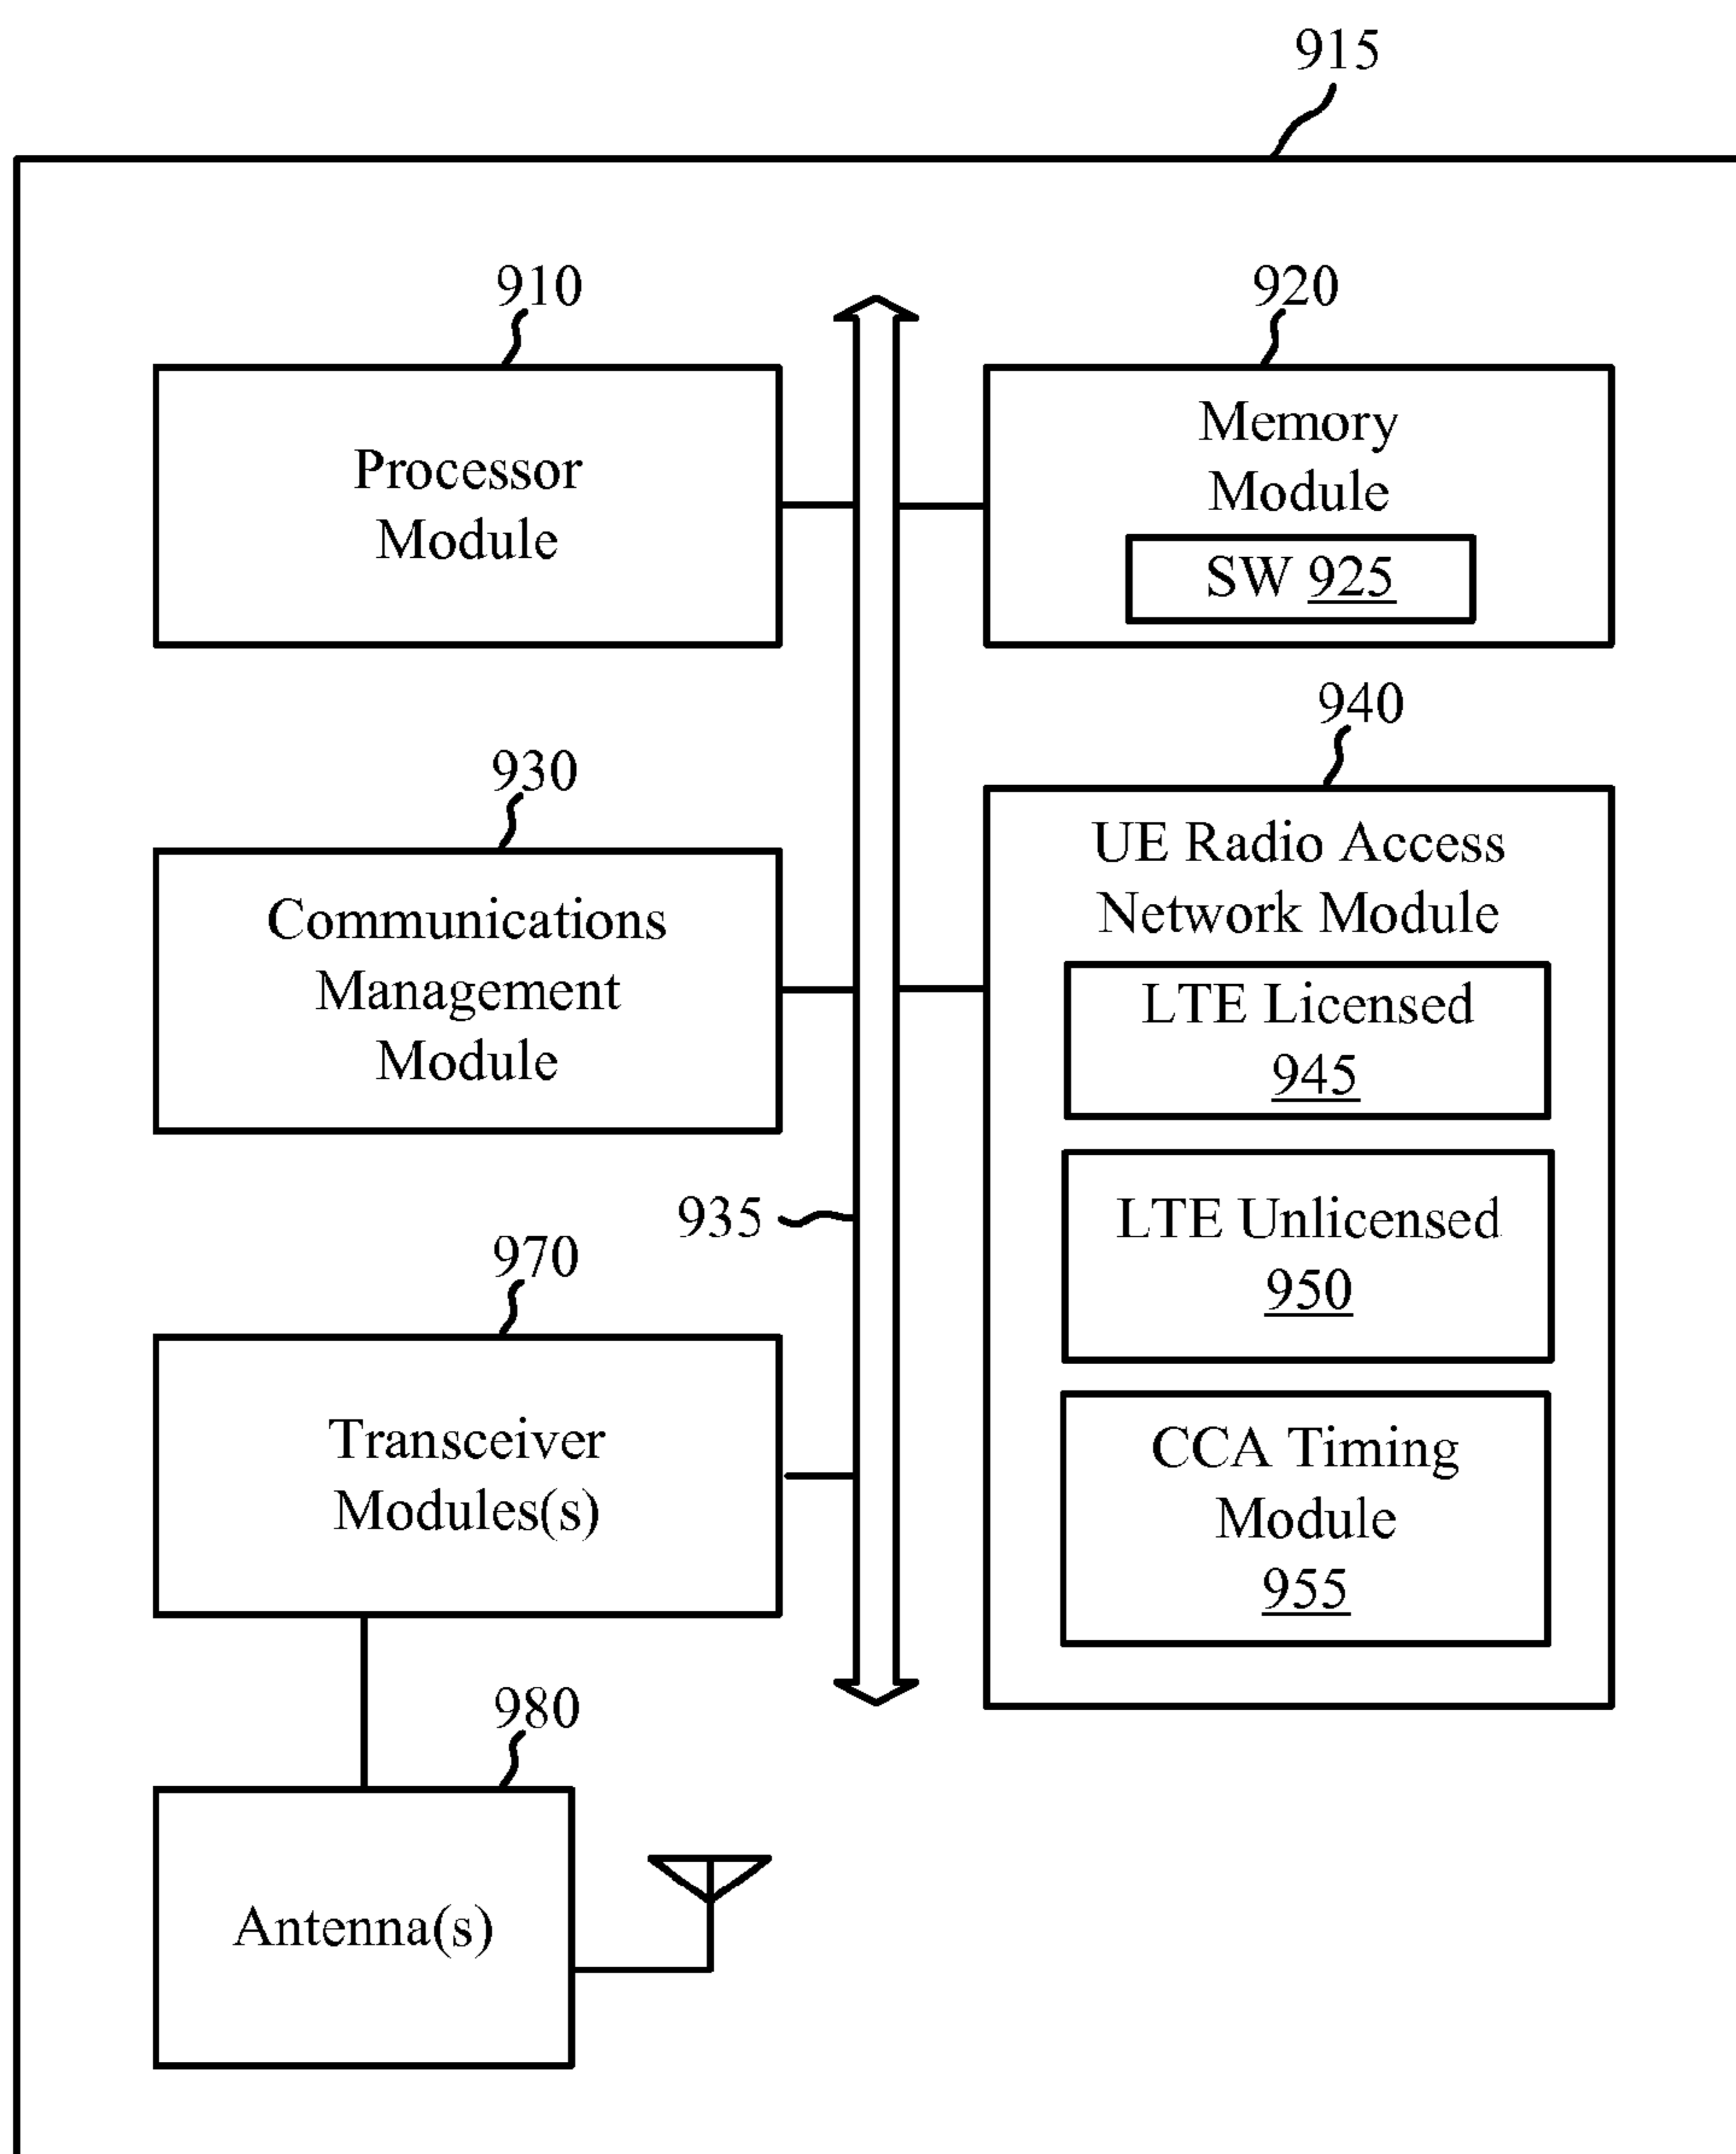 915
910
920
Processor
Module
Memory
Module
SW 925
930
940
Communications
Management
Module
UE Radio Access
Network Module
LTE Licensed
945
935
LTE Unlicensed
950
970
Transceiver
Modules(s)
CCA Timing
Module
955
980
Antenna(s)